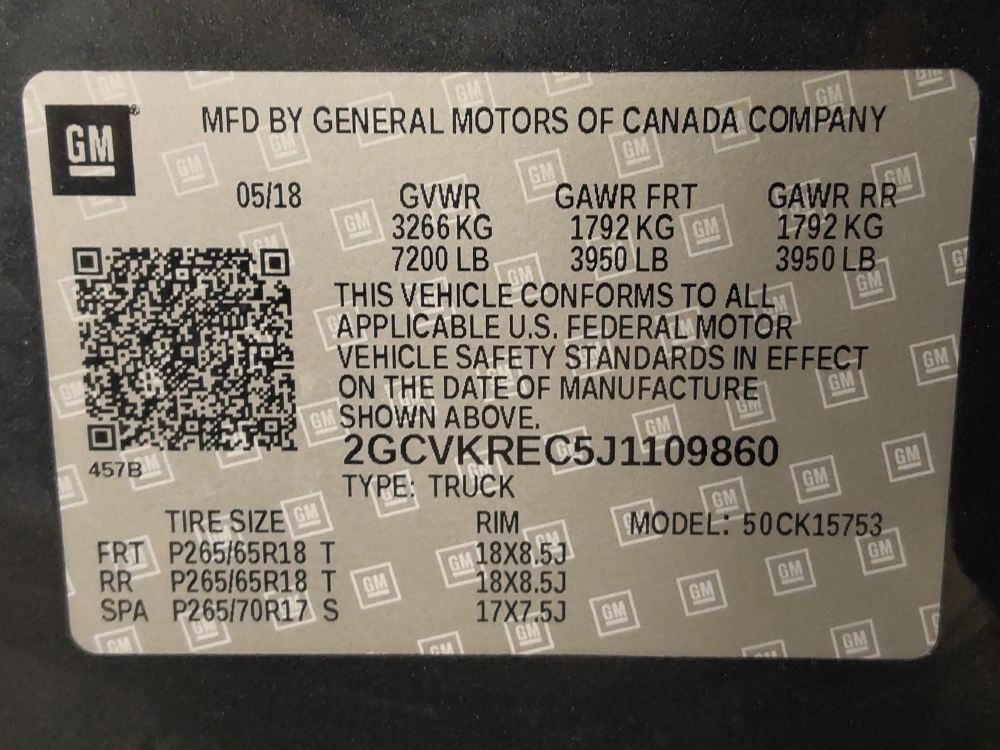 GM
MFD BY GENERAL MOTORS OF CANADA COMPANY
05/18 GVWR GAWR FRT GAWR RR
3266 KG 1792 KG 1792 KG
7200 LB 3950 LB 3950 LB
THIS VEHICLE CONFORMS TO ALL
APPLICABLE U.S. FEDERAL MOTOR
VEHICLE SAFETY STANDARDS IN EFFECT
ON THE DATE OF MANUFACTURE
SHOWN ABOVE.
2GCVKREC5J1109860
457B
TYPE: TRUCK
TIRE SIZE RIM MODEL: 50CK15753
FRT P265/65R18 T 18X8.5J
RR P265/65R18 T 18X8.5J
SPA P265/70R17 S 17X7.5J